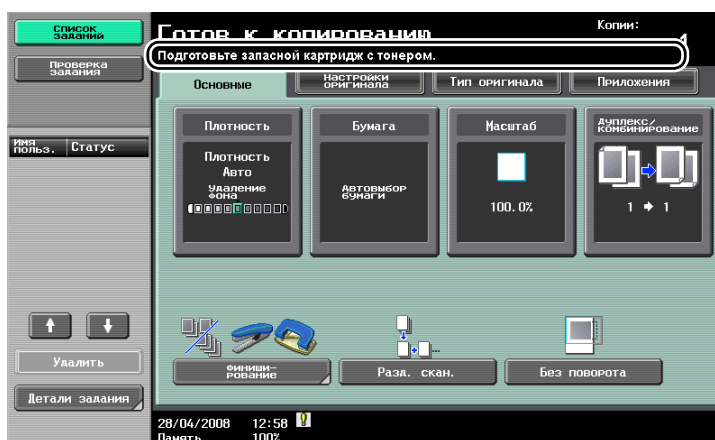 Список
заданий
Готов к копированию
Копии:
Подготовьте запасной картридж с тонером.
Проверка
задания
Основные
Настройки
оригинала
Тип оригинала
Приложения
Имя
польз.
Статус
Плотность
Бумага
Масштаб
Дуплекс/
Комбинирование
Плотность
Авто
Удаление
фона
Автовыбор
бумаги
100.0%
1 ➧ 1
Удалить
Финиши-
рование
Разд. скан.
Без поворота
Детали задания
28/04/2008 12:58
Память 100%